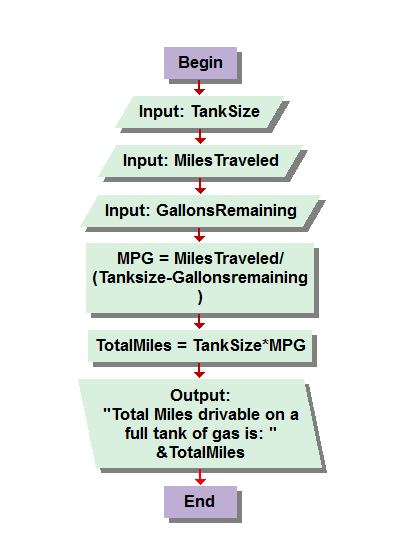 Begin
Input: TankSize
Input: MilesTraveled
Input: GallonsRemaining
MPG = MilesTraveled/
(Tanksize-Gallonsremaining
)
TotalMiles = TankSize*MPG
Output:
"Total Miles drivable on a
full tank of gas is: "
&TotalMiles
End